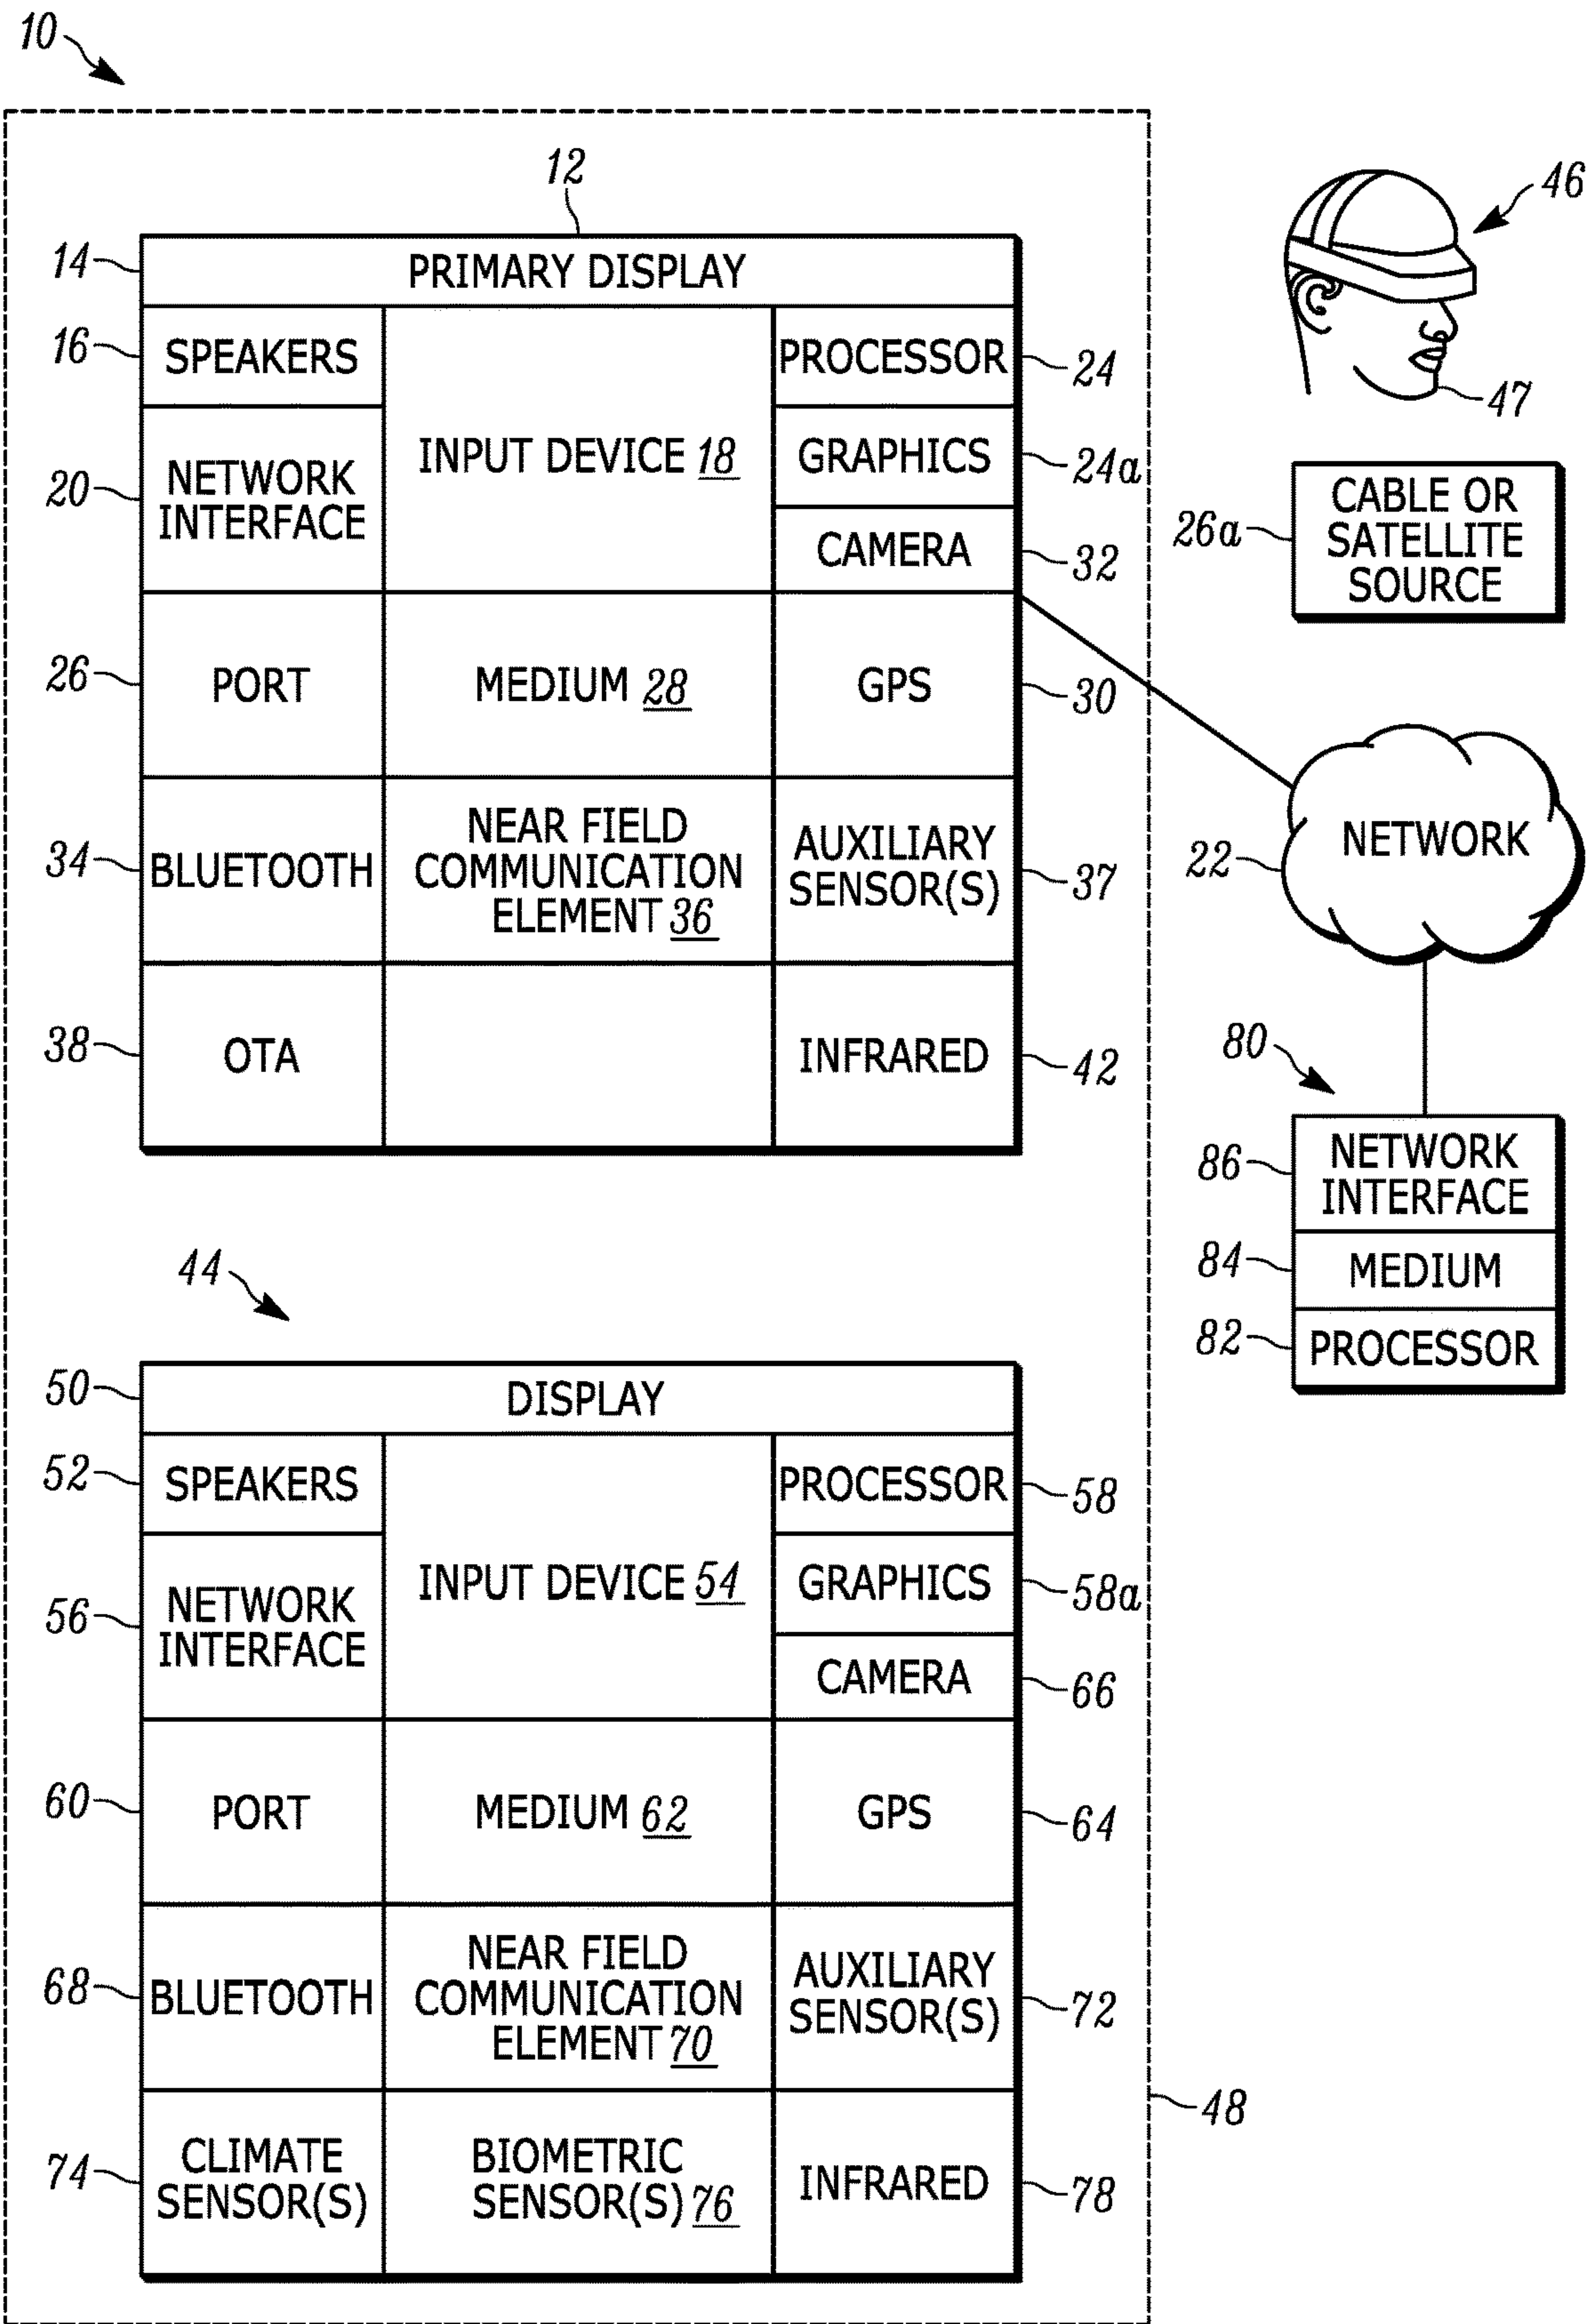 10
12
14
PRIMARY DISPLAY
16
SPEAKERS
PROCESSOR
24
20
NETWORK
INTERFACE
INPUT DEVICE 18
GRAPHICS
24a
CAMERA
32
26
PORT
MEDIUM 28
GPS
30
34
BLUETOOTH
NEAR FIELD
COMMUNICATION
ELEMENT 36
AUXILIARY
SENSOR(S)
37
38
OTA
INFRARED
42
46
47
26a
CABLE OR
SATELLITE
SOURCE
22
NETWORK
80
86
NETWORK
INTERFACE
84
MEDIUM
82
PROCESSOR
44
50
DISPLAY
52
SPEAKERS
PROCESSOR
58
56
NETWORK
INTERFACE
INPUT DEVICE 54
GRAPHICS
58a
CAMERA
66
60
PORT
MEDIUM 62
GPS
64
68
BLUETOOTH
NEAR FIELD
COMMUNICATION
ELEMENT 70
AUXILIARY
SENSOR(S)
72
74
CLIMATE
SENSOR(S)
BIOMETRIC
SENSOR(S) 76
INFRARED
78
48